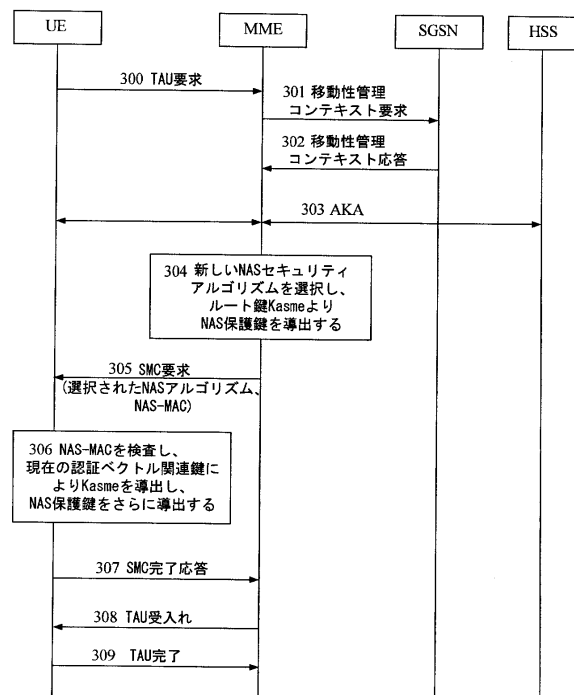 UE
MME
SGSN
HSS
300 TAU要求
301 移動性管理
コンテキスト要求
302 移動性管理
コンテキスト応答
303 AKA
304 新しいNASセキュリティ
アルゴリズムを選択し、
ルート鍵Kasmeより
NAS保護鍵を導出する
305 SMC要求
(選択されたNASアルゴリズム、
NAS-MAC)
306 NAS-MACを検査し、
現在の認証ベクトル関連鍵に
よりKasmeを導出し、
NAS保護鍵をさらに導出する
307 SMC完了応答
308 TAU受入れ
309 TAU完了